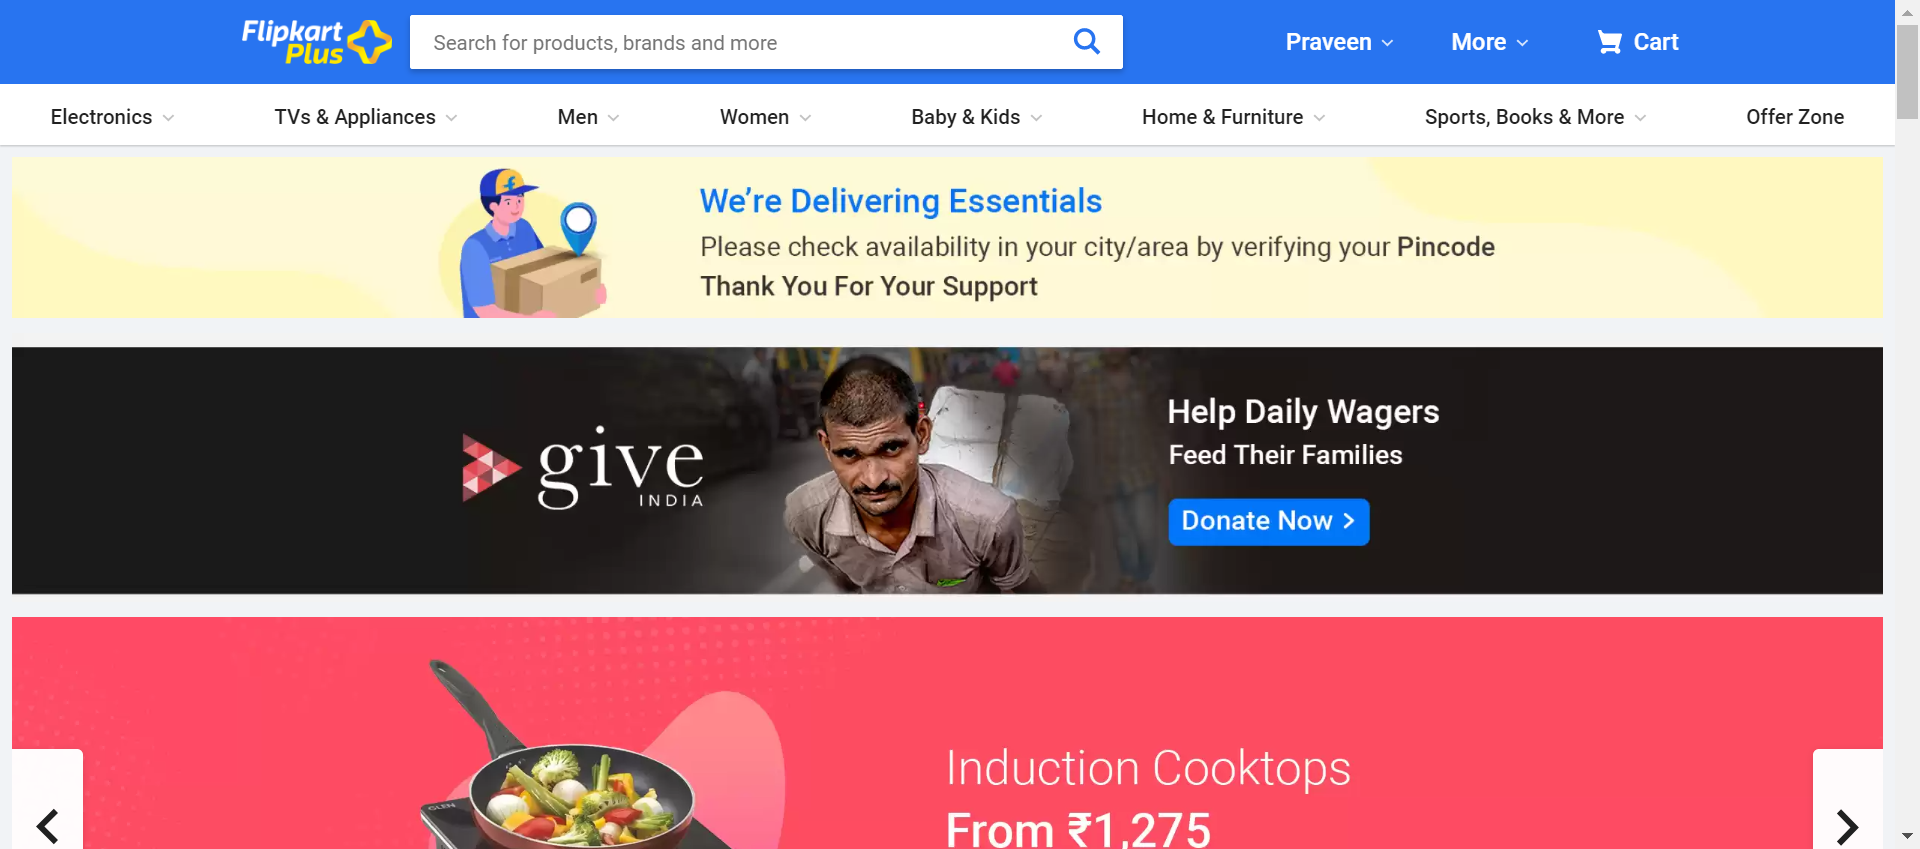 Flipkart
Plus
Search for products, brands and more
Praveen
More
Cart
Electronics
TVs & Appliances
Men
Women
Baby & Kids
Home & Furniture
Sports, Books & More
Offer Zone
We're Delivering Essentials
Please check availability in your city/area by verifying your Pincode
Thank You For Your Support
give
INDIA
Help Daily Wagers
Feed Their Families
Donate Now
GLEN
Induction Cooktops
From ₹1,275